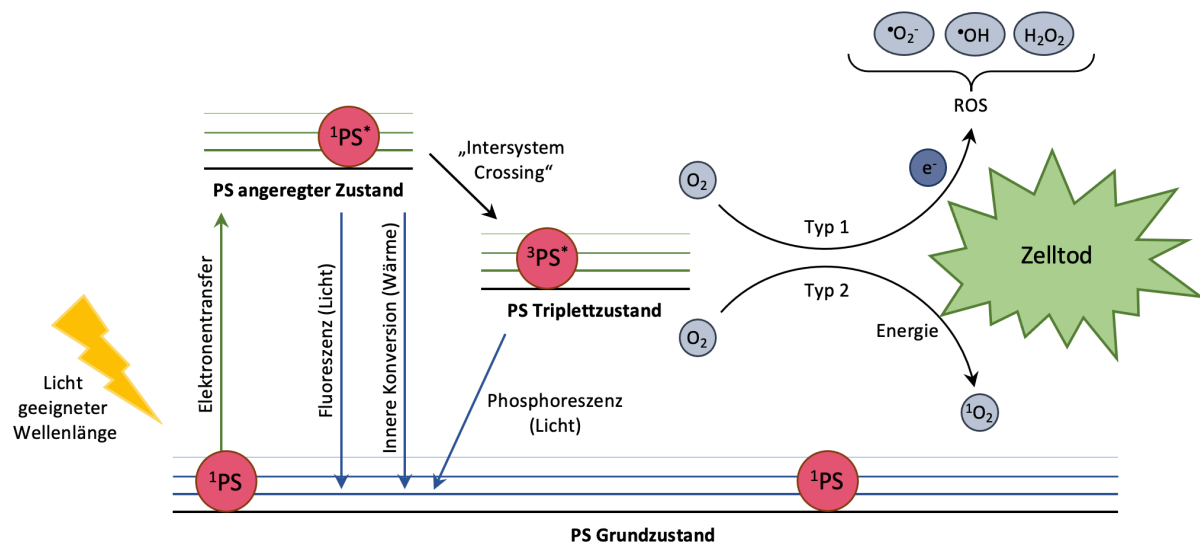 •O₂⁻
•OH
H₂O₂
ROS
¹PS*
„Intersystem
Crossing“
PS angeregter Zustand
O₂
e⁻
Typ 1
Zelltod
³PS*
Typ 2
PS Triplettzustand
O₂
Energie
Elektronentransfer
Fluoreszenz (Licht)
Innere Konversion (Wärme)
Licht
geeigneter
Wellenlänge
Phosphoreszenz
(Licht)
¹O₂
¹PS
¹PS
PS Grundzustand